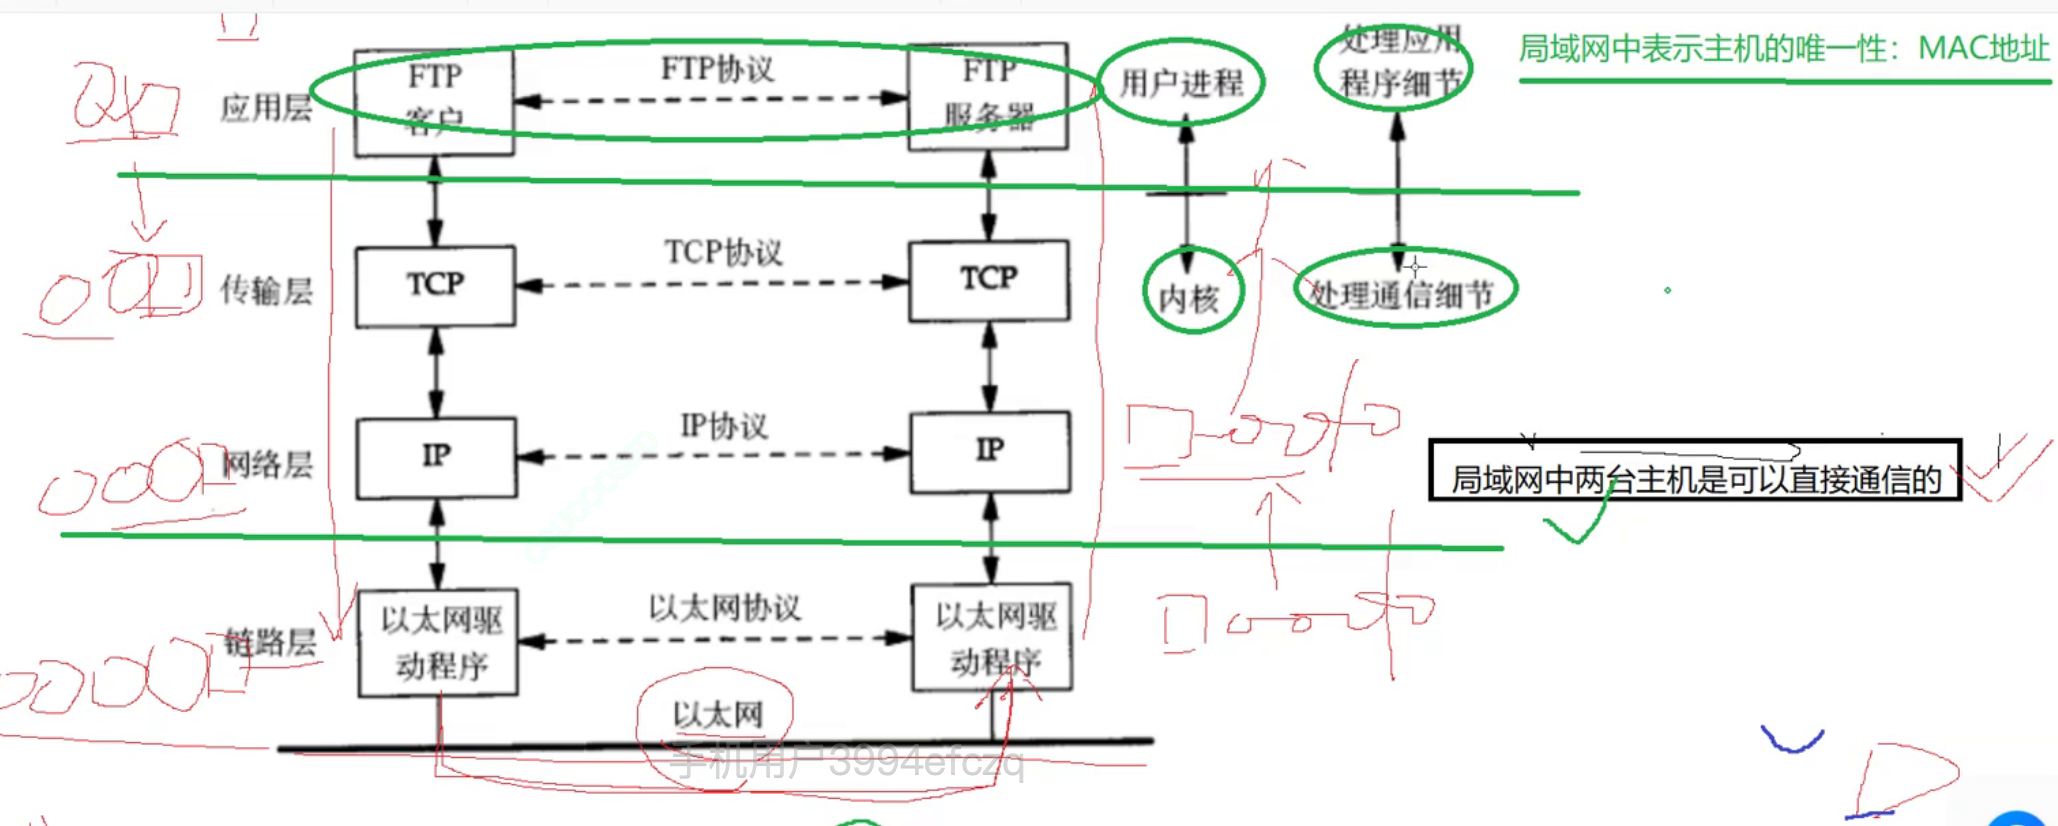 局域网中表示主机的唯一性：MAC地址
应用层
FTP
客户
FTP协议
FTP
服务器
用户进程
处理应用
程序细节
传输层
TCP
TCP协议
TCP
内核
处理通信细节
网络层
IP
IP协议
IP
局域网中两台主机是可以直接通信的
链路层
以太网驱
动程序
以太网协议
以太网驱
动程序
以太网
手机用户3994efczq